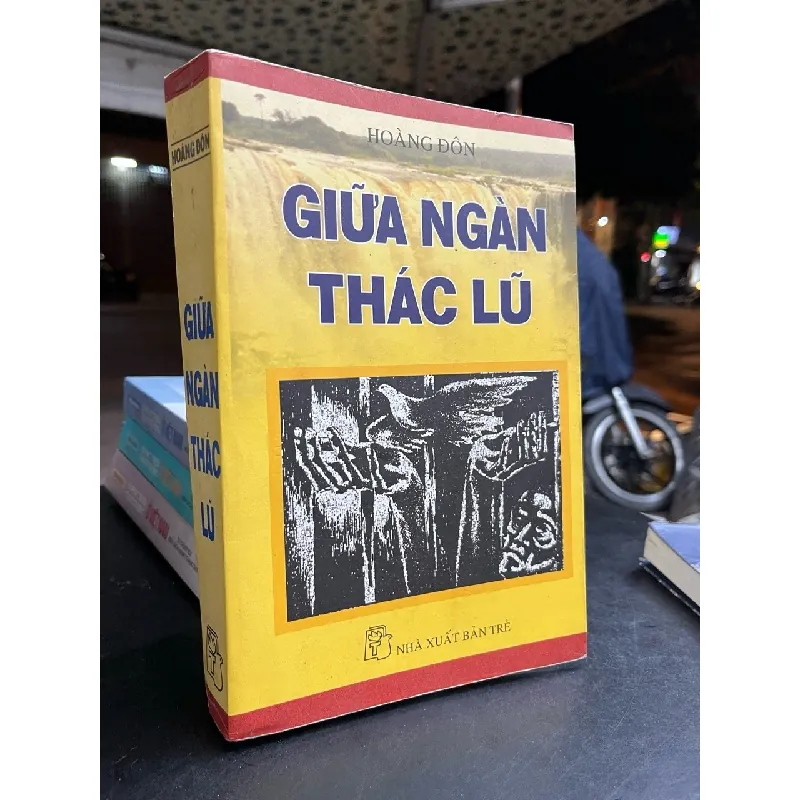 HOÀNG ĐÔN
GIỮA NGÀN
THÁC LŨ
NHÀ XUẤT BẢN TRẺ
HOÀNG ĐÔN
GIỮA
NGÀN
THÁC
LŨ